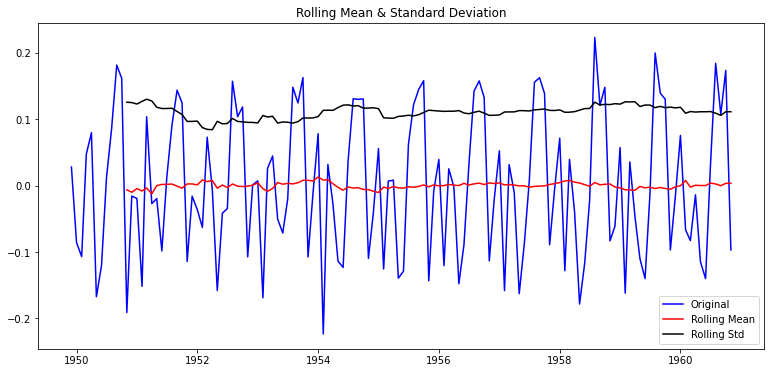 Rolling Mean & Standard Deviation
0.2
0.1
0.0
−0.1
−0.2
1950 1952 1954 1956 1958 1960
Original
Rolling Mean
Rolling Std